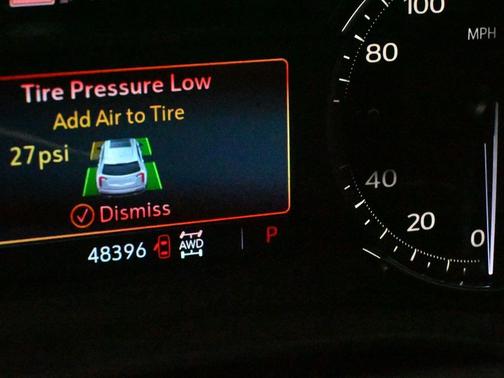 Tire Pressure Low
Add Air to Tire
27psi
Dismiss
48396 AWD P
100
MPH
80
40
20
0